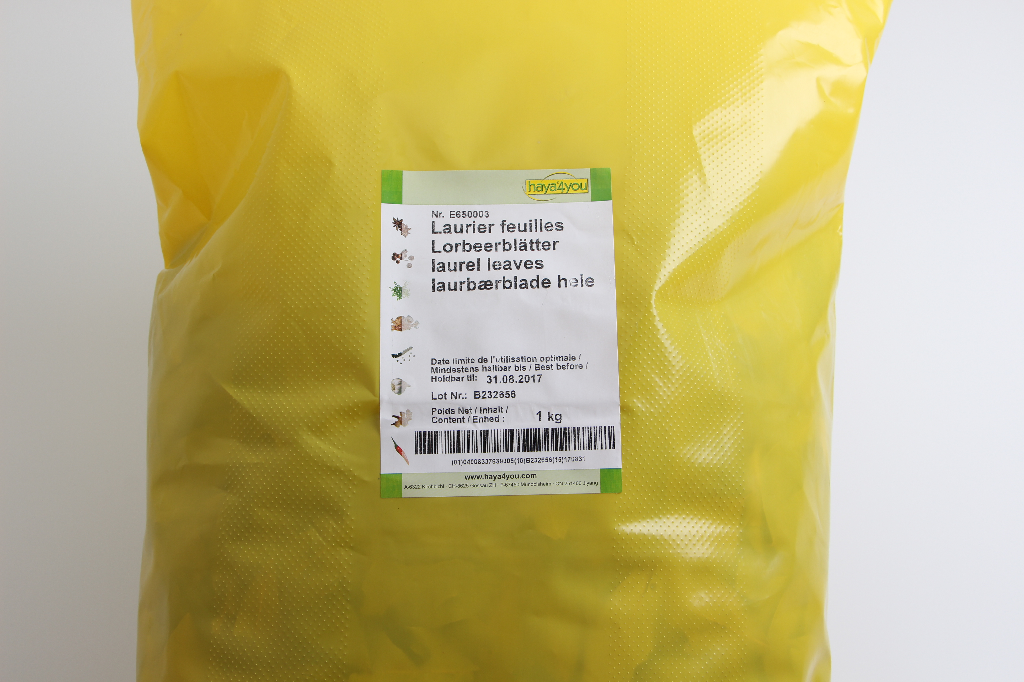 haya4you
Nr. E650003
Laurier feuilles
Lorbeerblätter
laurel leaves
laurbærblade hele
Date limite de l'utilisation optimale /
Mindestens haltbar bis / Best before /
Holdbar til: 31.08.2017
Lot Nr.: B232656
Poids Net / Inhalt /
Content / Enhed : 1 kg
www.haya4you.com